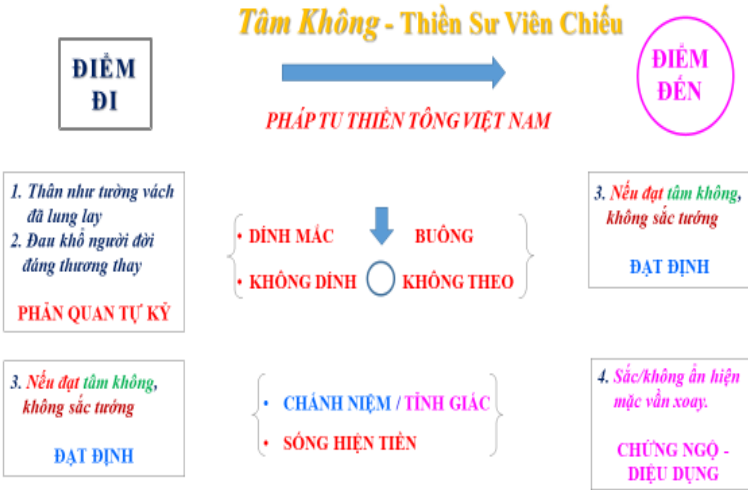 Tâm Không - Thiền Sư Viên Chiếu
ĐIỂM
ĐI
ĐIỂM
ĐẾN
PHÁP TU THIỀN TÔNG VIỆT NAM
1. Thân như tường vách
đã lung lay
2. Đau khổ người đời
đáng thương thay
PHẢN QUAN TỰ KỶ
• DÍNH MẮC
BUÔNG
• KHÔNG DÍNH
KHÔNG THEO
3. Nếu đạt tâm không,
không sắc tướng
ĐẠT ĐỊNH
3. Nếu đạt tâm không,
không sắc tướng
ĐẠT ĐỊNH
• CHÁNH NIỆM / TỈNH GIÁC
• SỐNG HIỆN TIỀN
4. Sắc/không ẩn hiện
mặc vần xoay.
CHỨNG NGỘ -
DIỆU DỤNG